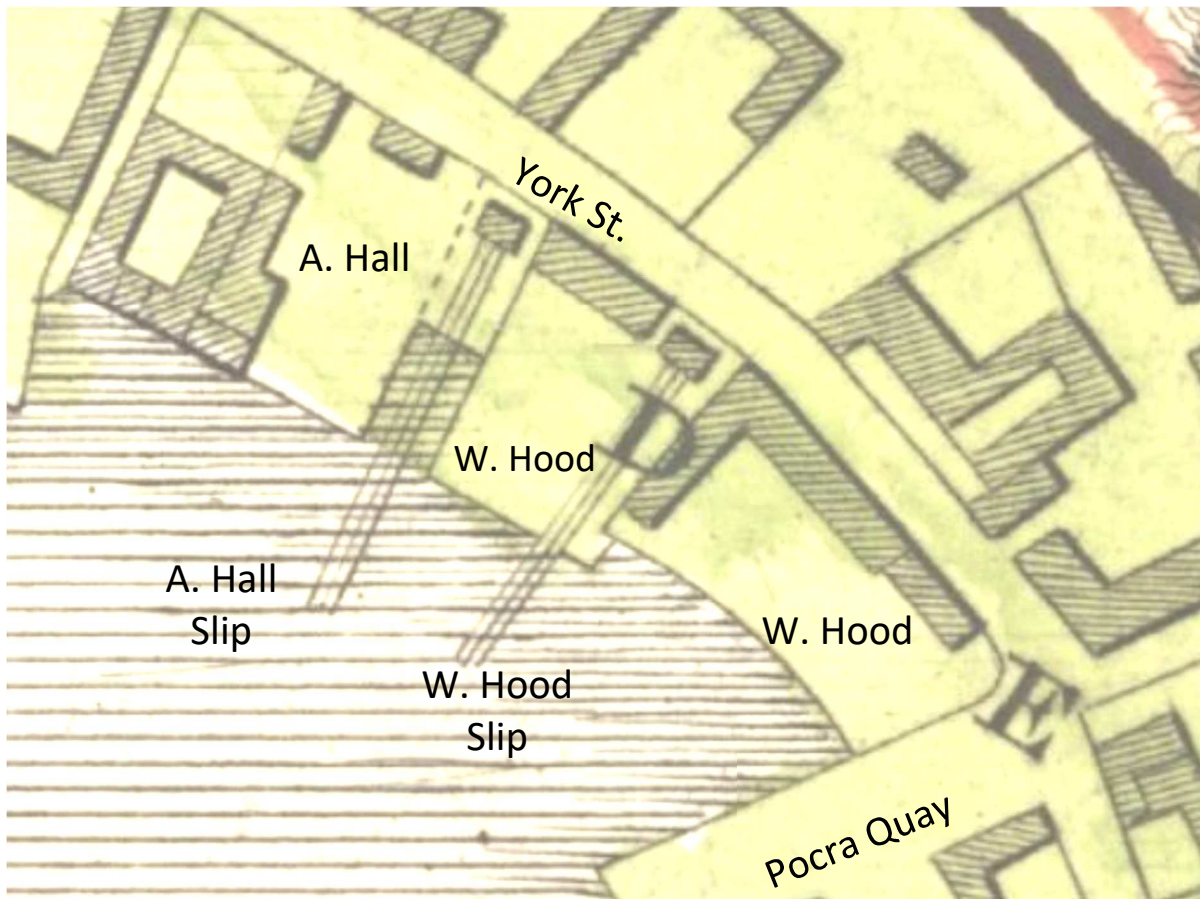 York St.
A. Hall
D
W. Hood
A. Hall
Slip
W. Hood
W. Hood
Slip
E
Pocra Quay